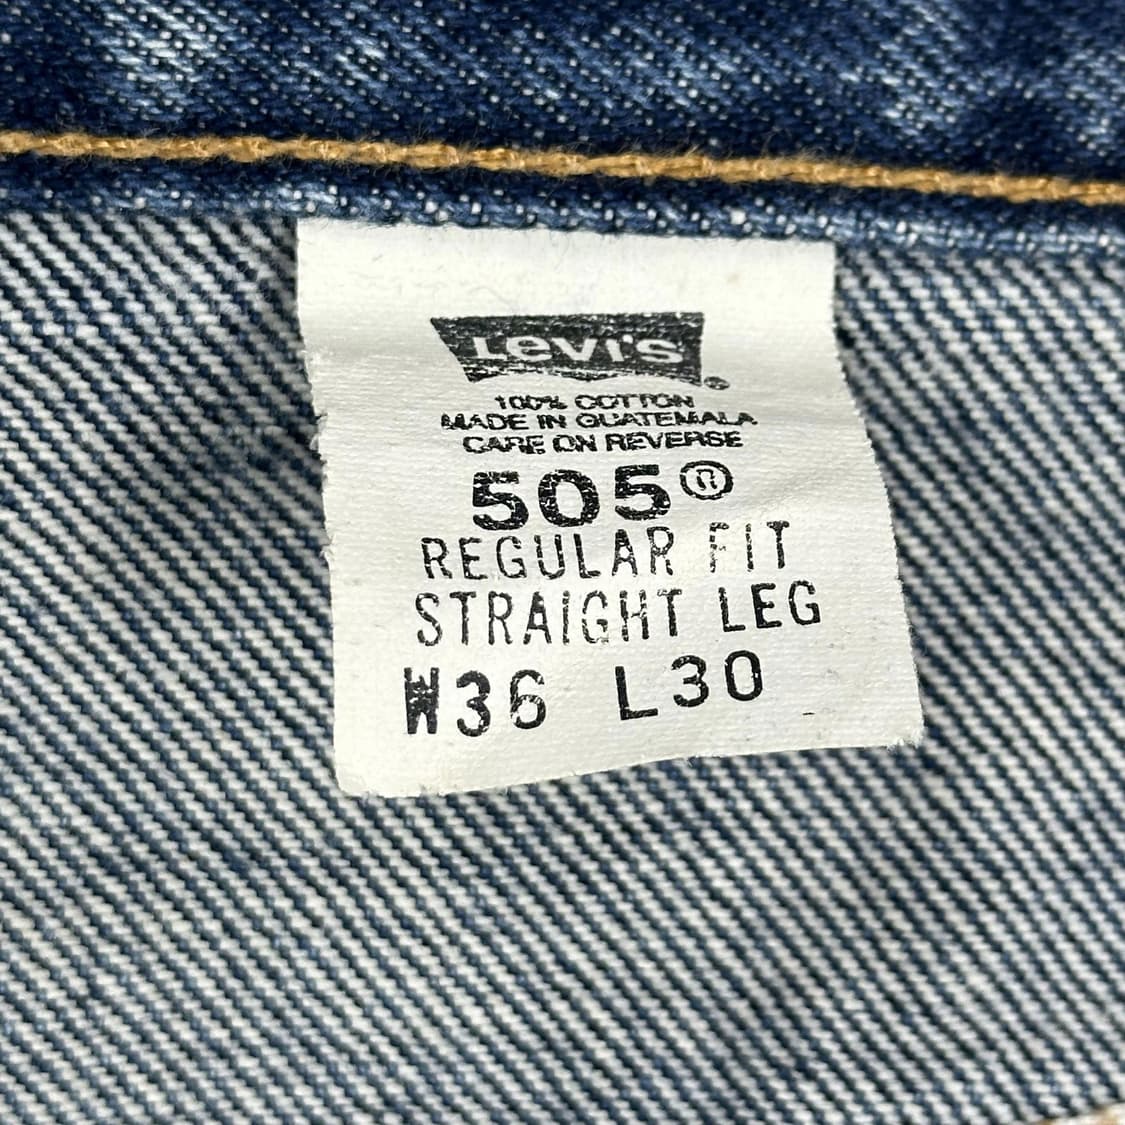 Levi's
100% COTTON
MADE IN GUATEMALA
CARE ON REVERSE
505®
REGULAR FIT
STRAIGHT LEG
W36 L30